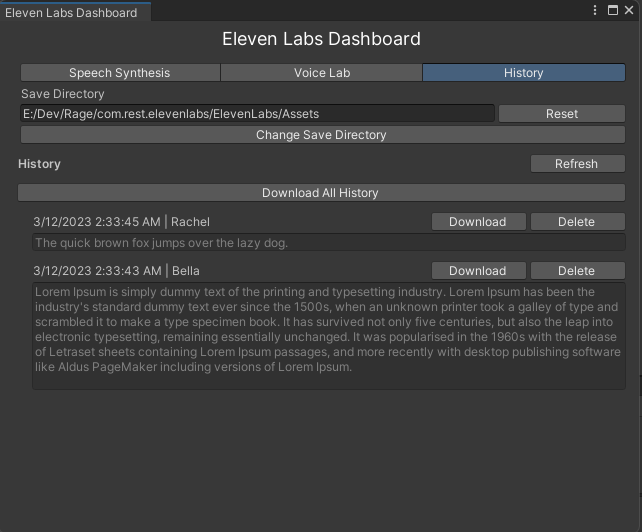 Eleven Labs Dashboard
Eleven Labs Dashboard
Speech Synthesis Voice Lab History
Save Directory
E:/Dev/Rage/com.rest.elevenlabs/ElevenLabs/Assets Reset
Change Save Directory
History Refresh
Download All History
3/12/2023 2:33:45 AM | Rachel Download Delete
The quick brown fox jumps over the lazy dog.
3/12/2023 2:33:43 AM | Bella Download Delete
Lorem Ipsum is simply dummy text of the printing and typesetting industry. Lorem Ipsum has been the
industry's standard dummy text ever since the 1500s, when an unknown printer took a galley of type and
scrambled it to make a type specimen book. It has survived not only five centuries, but also the leap into
electronic typesetting, remaining essentially unchanged. It was popularised in the 1960s with the release
of Letraset sheets containing Lorem Ipsum passages, and more recently with desktop publishing software
like Aldus PageMaker including versions of Lorem Ipsum.